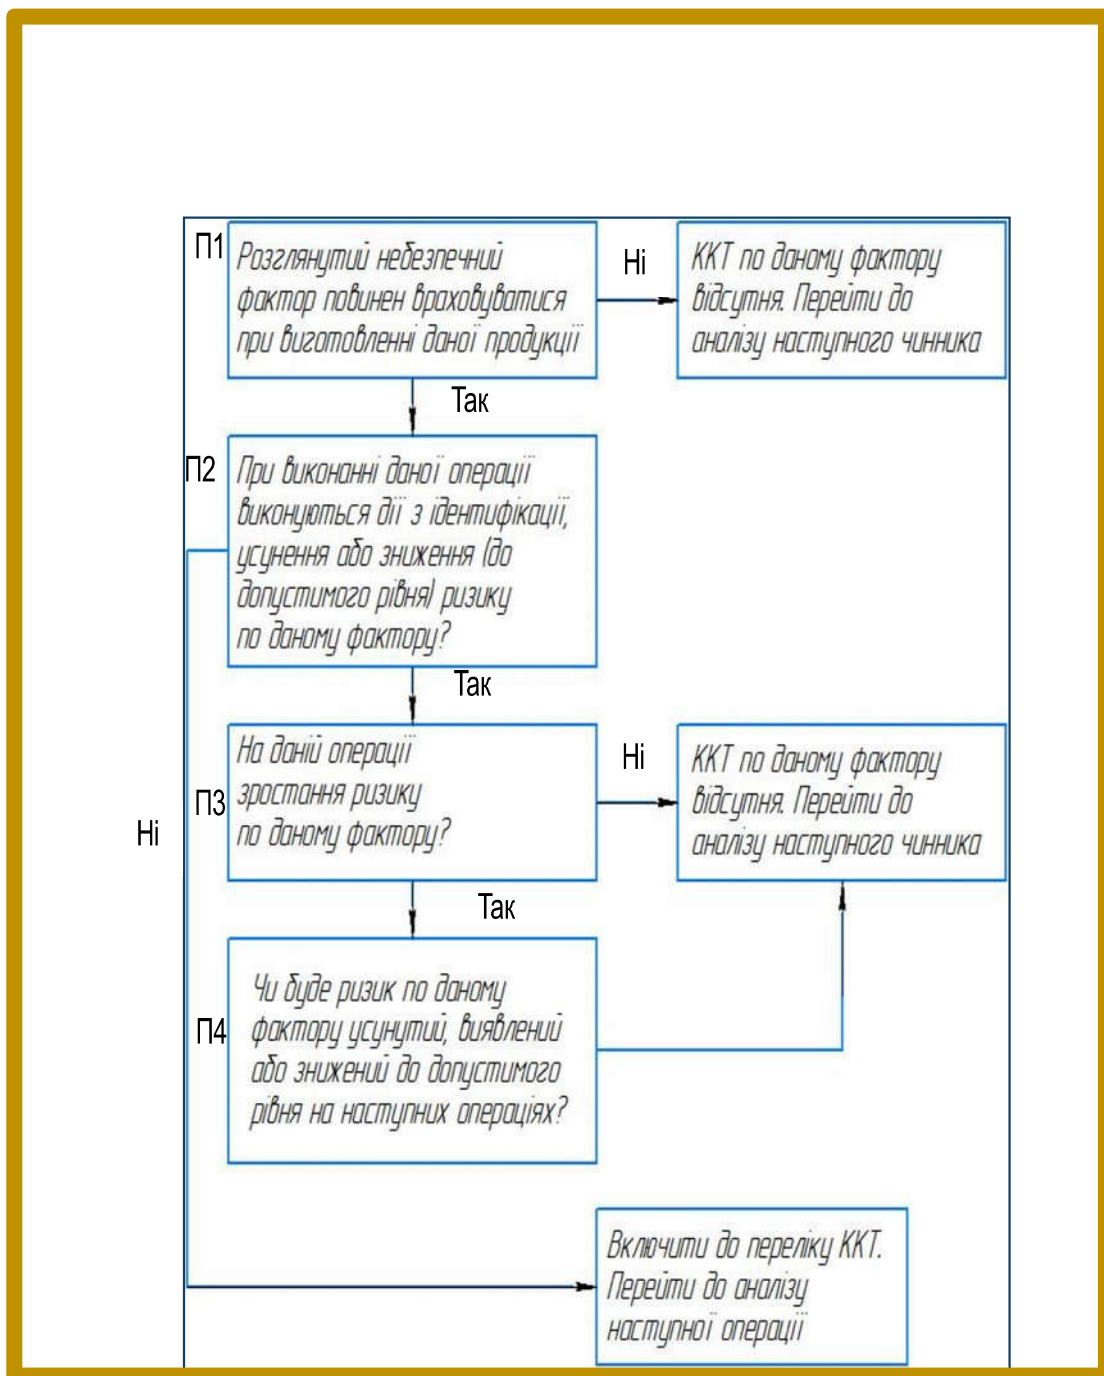 П1
Розглянутий небезпечний
фактор повинен враховуватися
при виготовленні даної продукції
Ні
ККТ по даному фактору
відсутня. Перейти до
аналізу наступного чинника
Так
П2
При виконанні даної операції
виконуються дії з ідентифікації,
усунення або зниження (до
допустимого рівня) ризику
по даному фактору?
Так
П3
На даній операції
зростання ризику
по даному фактору?
Ні
ККТ по даному фактору
відсутня. Перейти до
аналізу наступного чинника
Ні
Так
П4
Чи буде ризик по даному
фактору усунутий, виявлений
або знижений до допустимого
рівня на наступних операціях?
Включити до переліку ККТ.
Перейти до аналізу
наступної операції